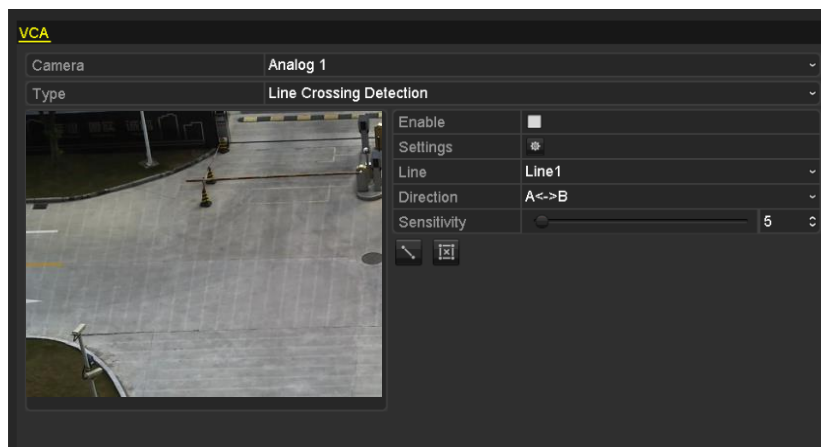 VCA
Camera Analog 1
Type Line Crossing Detection
Enable
Settings
Line Line1
Direction A<->B
Sensitivity 5